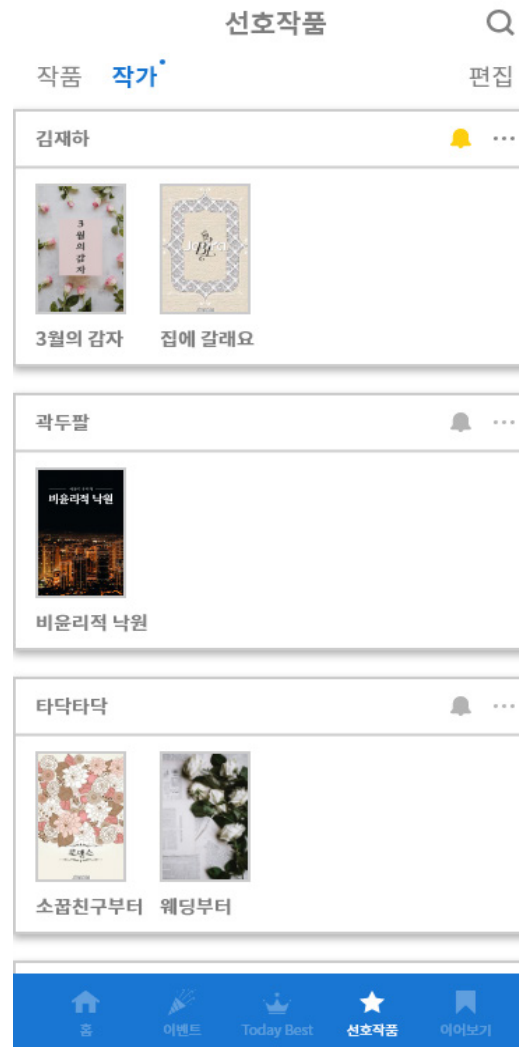 선호작품
작품 작가 편집
김재하
3
월
의
감
자
BL
3월의 감자 집에 갈래요
곽두팔
비윤리적 낙원
비윤리적 낙원
타닥타닥
로맨스
소꿉친구부터 웨딩부터
홈 이벤트 Today Best 선호작품 이어보기